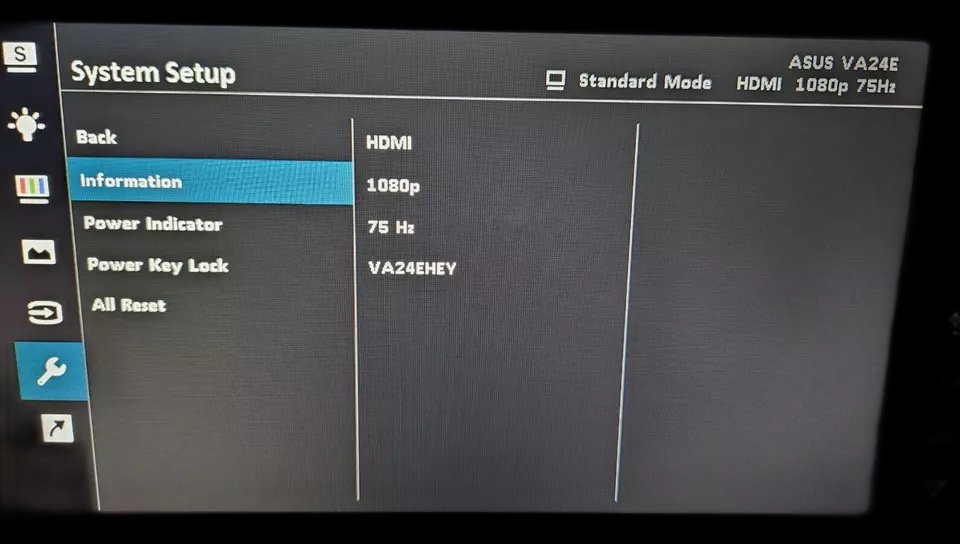 S
System Setup
Standard Mode
ASUS VA24E
HDMI 1080p 75Hz
Back
Information
Power Indicator
Power Key Lock
All Reset
HDMI
1080p
75 Hz
VA24EHEY